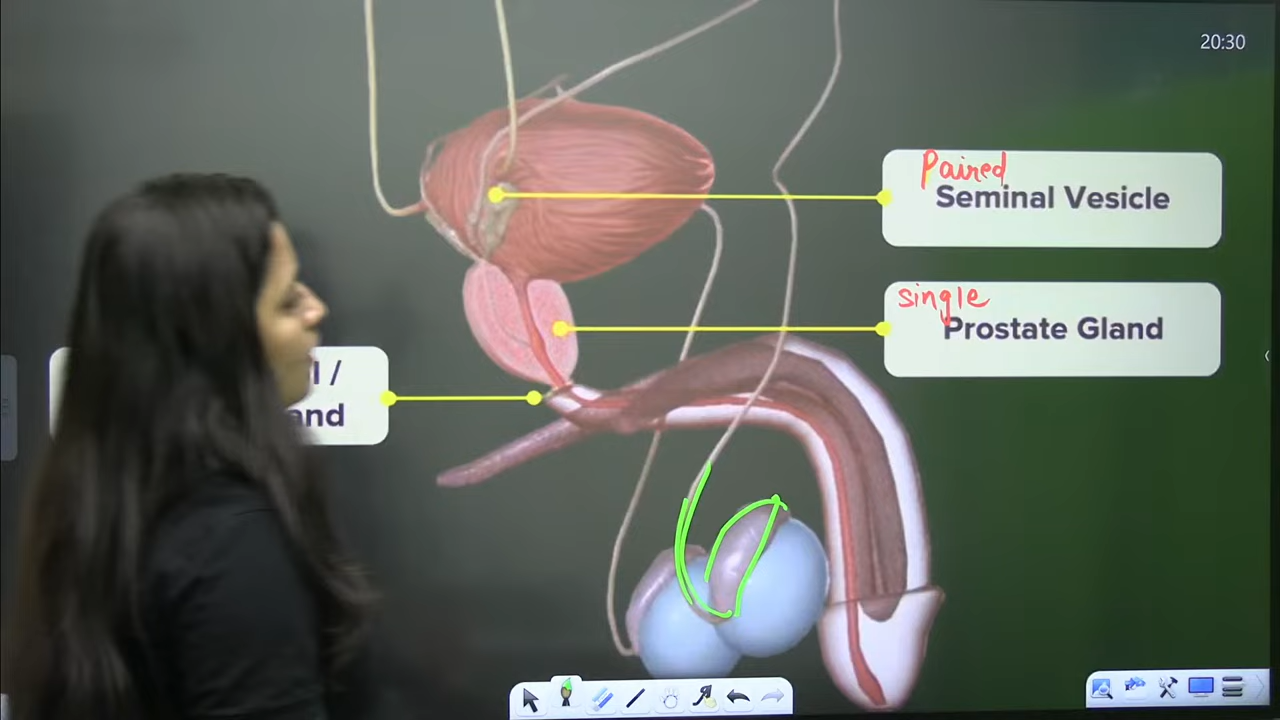 20:30
Paired
Seminal Vesicle
single
Prostate Gland
l /
and